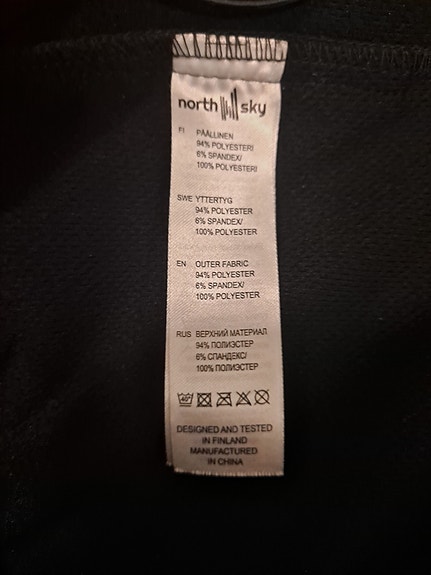 north sky
FI PÄÄLLINEN
94% POLYESTERI
6% SPANDEX/
100% POLYESTERI
SWE YTTERTYG
94% POLYESTER
6% SPANDEX/
100% POLYESTER
EN OUTER FABRIC
94% POLYESTER
6% SPANDEX/
100% POLYESTER
RUS ВЕРХНИЙ МАТЕРИАЛ
94% ПОЛИЭСТЕР
6% СПАНДЕКС/
100% ПОЛИЭСТЕР
40°
DESIGNED AND TESTED
IN FINLAND
MANUFACTURED
IN CHINA